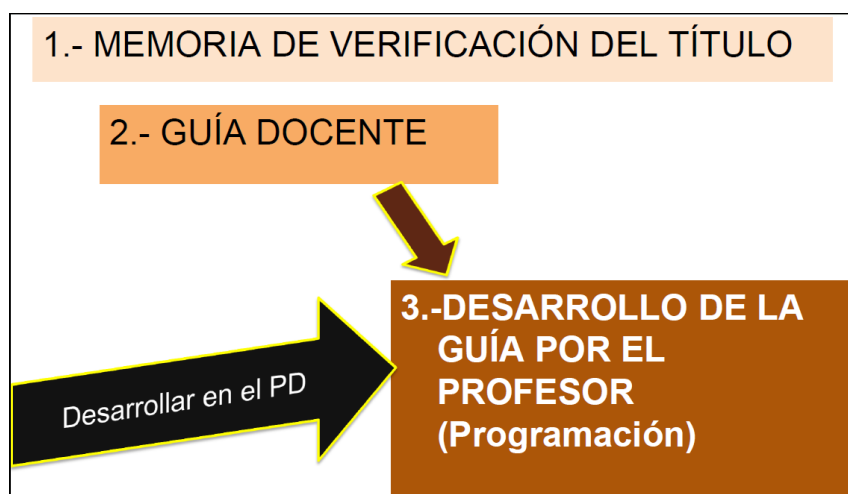 1.- MEMORIA DE VERIFICACIÓN DEL TÍTULO
2.- GUÍA DOCENTE
3.-DESARROLLO DE LA
GUÍA POR EL
PROFESOR
(Programación)
Desarrollar en el PD